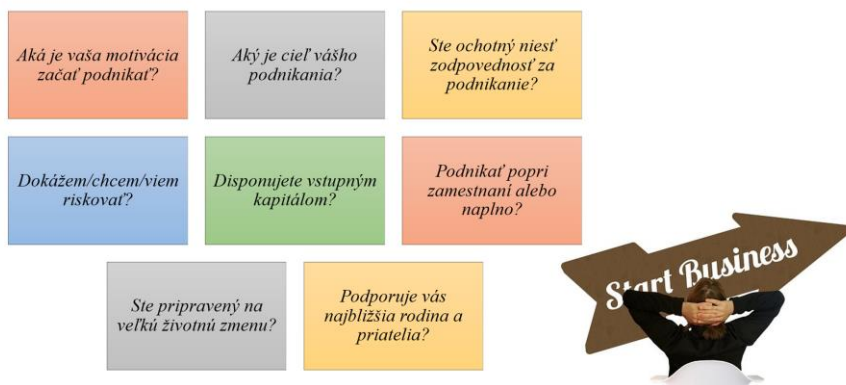 Aká je vaša motivácia
začať podnikať?
Aký je cieľ vášho
podnikania?
Ste ochotný niesť
zodpovednosť za
podnikanie?
Dokážem/chcem/viem
riskovať?
Disponujete vstupným
kapitálom?
Podnikať popri
zamestnaní alebo
naplno?
Ste pripravený na
veľkú životnú zmenu?
Podporuje vás
najbližšia rodina a
priatelia?
Start Business